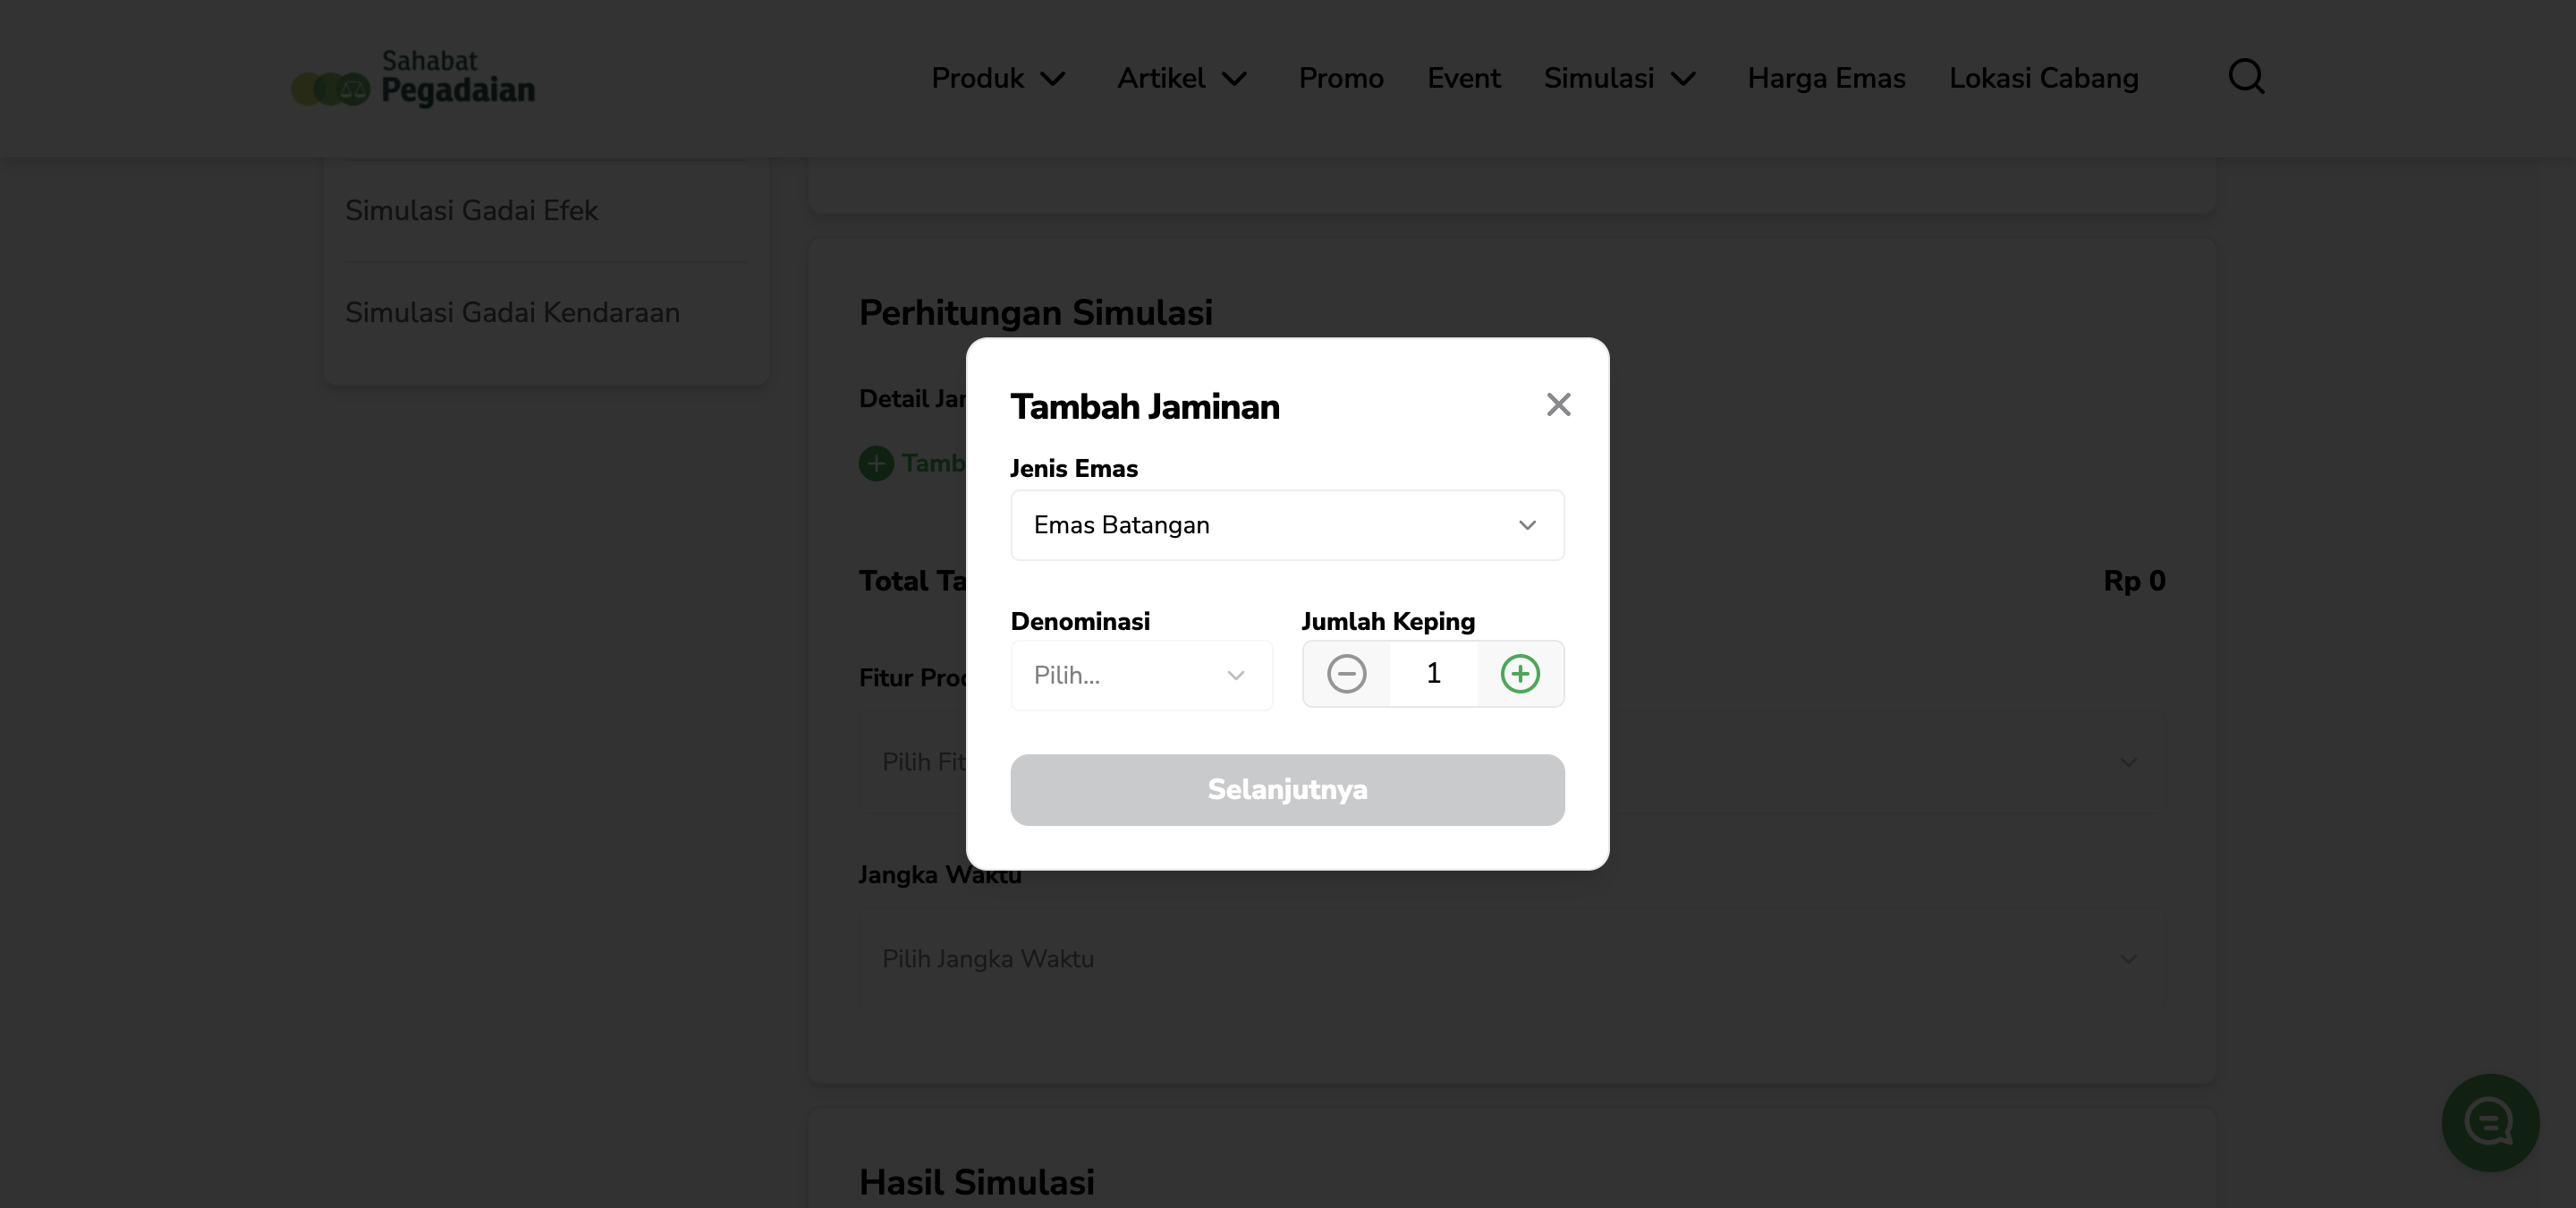 Sahabat
Pegadaian
Produk
Artikel
Promo
Event
Simulasi
Harga Emas
Lokasi Cabang
Simulasi Gadai Efek
Simulasi Gadai Kendaraan
Perhitungan Simulasi
Detail Jar
Tamb
Total Ta
Rp 0
Fitur Proc
Pilih Fit
Jangka Waktu
Pilih Jangka Waktu
Hasil Simulasi
Tambah Jaminan
Jenis Emas
Emas Batangan
Denominasi
Jumlah Keping
Pilih...
1
Selanjutnya